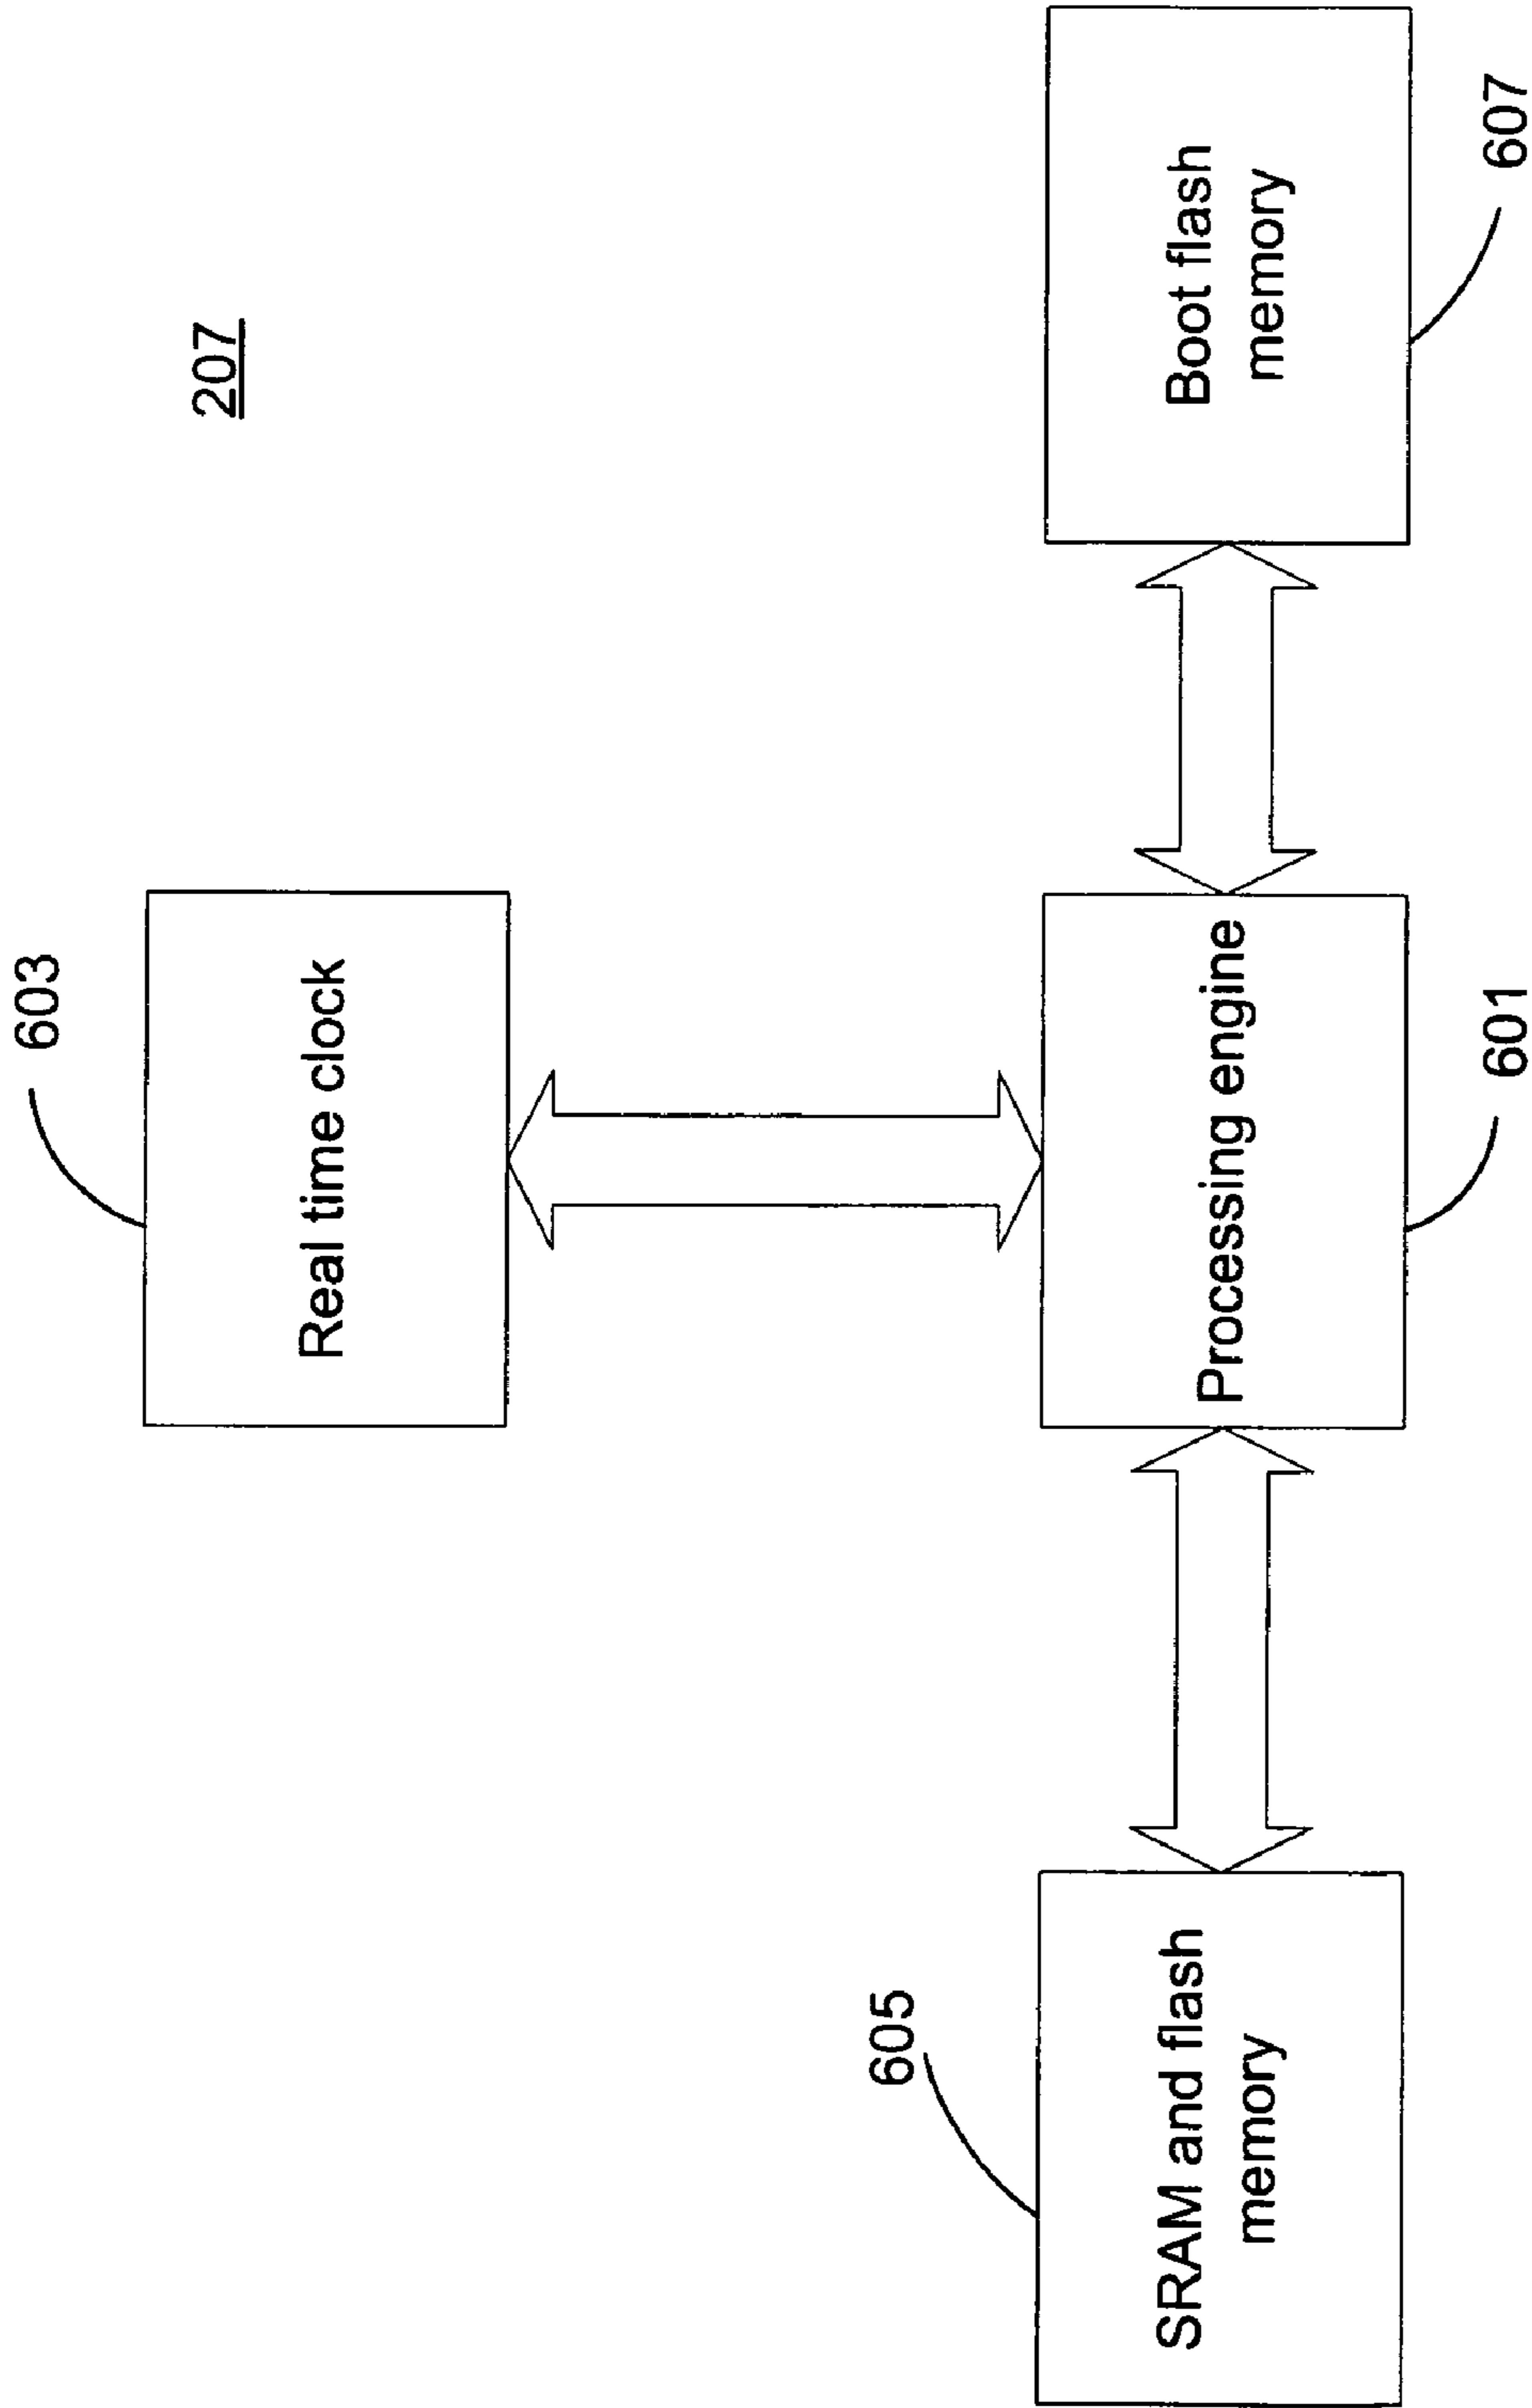 207
603
Real time clock
605
SRAM and flash
memory
Processing engine
601
Boot flash
memory
607